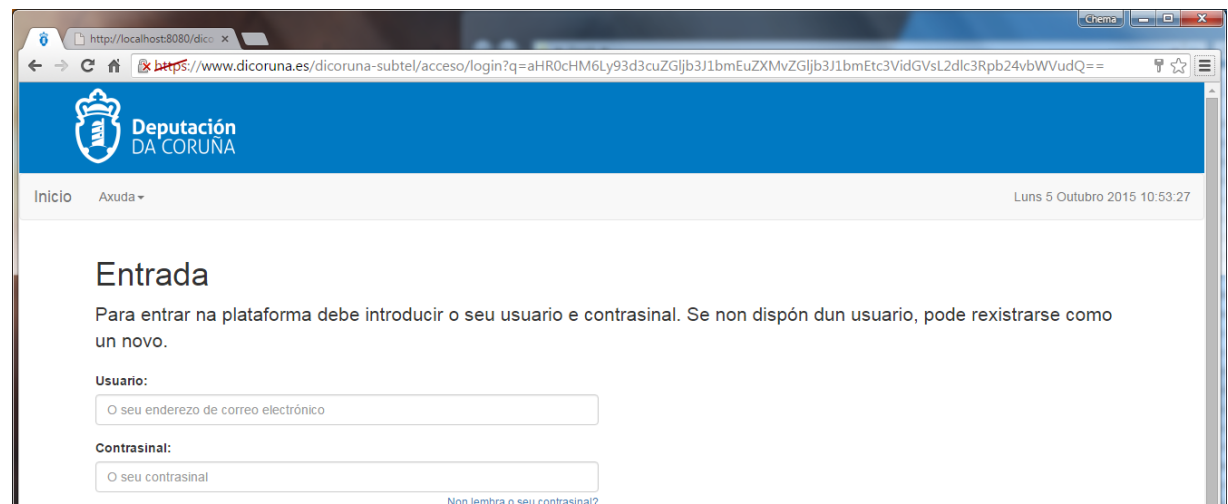 Chema
http://localhost:8080/dico
https://www.dicoruna.es/dicoruna-subtel/acceso/login?q=aHR0cHM6Ly93d3cuZGljb3J1bmEuZXMvZGljb3J1bmEtc3VidGVsL2dlc3Rpb24vbWVudQ==
Deputación
DA CORUÑA
Inicio Axuda Luns 5 Outubro 2015 10:53:27
Entrada
Para entrar na plataforma debe introducir o seu usuario e contrasinal. Se non dispón dun usuario, pode rexistrarse como
un novo.
Usuario:
O seu enderezo de correo electrónico
Contrasinal:
O seu contrasinal
Non lembra o seu contrasinal?